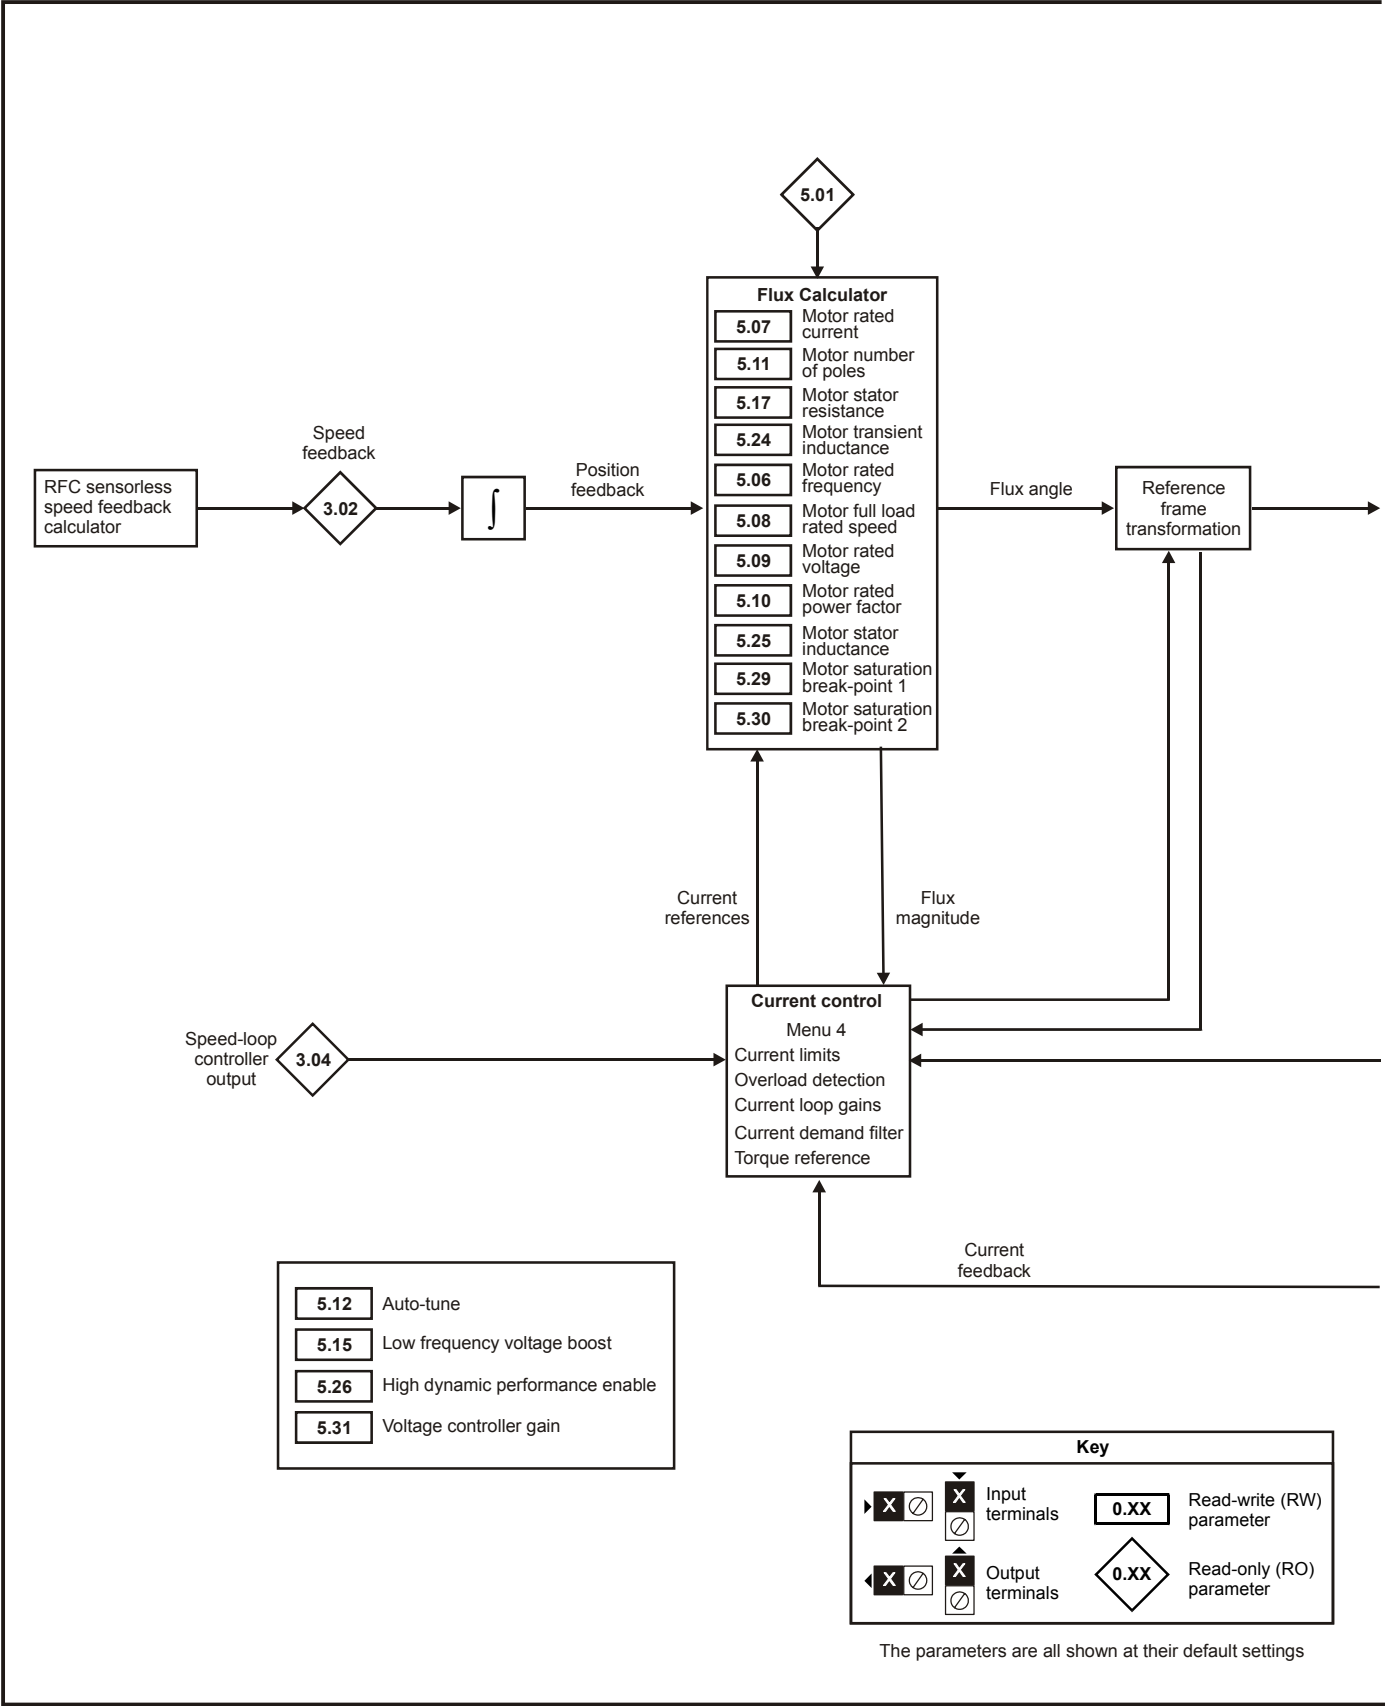 5.01
Flux Calculator
5.07 Motor rated
current
5.11 Motor number
of poles
5.17 Motor stator
resistance
5.24 Motor transient
inductance
5.06 Motor rated
frequency
5.08 Motor full load
rated speed
5.09 Motor rated
voltage
5.10 Motor rated
power factor
5.25 Motor stator
inductance
5.29 Motor saturation
break-point 1
5.30 Motor saturation
break-point 2
RFC sensorless
speed feedback
calculator
Speed
feedback
3.02
∫
Position
feedback
Flux angle
Reference
frame
transformation
Current
references
Flux
magnitude
Speed-loop
controller
output
3.04
Current control
Menu 4
Current limits
Overload detection
Current loop gains
Current demand filter
Torque reference
Current
feedback
5.12 Auto-tune
5.15 Low frequency voltage boost
5.26 High dynamic performance enable
5.31 Voltage controller gain
Key
X X Input
terminals
0.XX Read-write (RW)
parameter
X X Output
terminals
0.XX Read-only (RO)
parameter
The parameters are all shown at their default settings